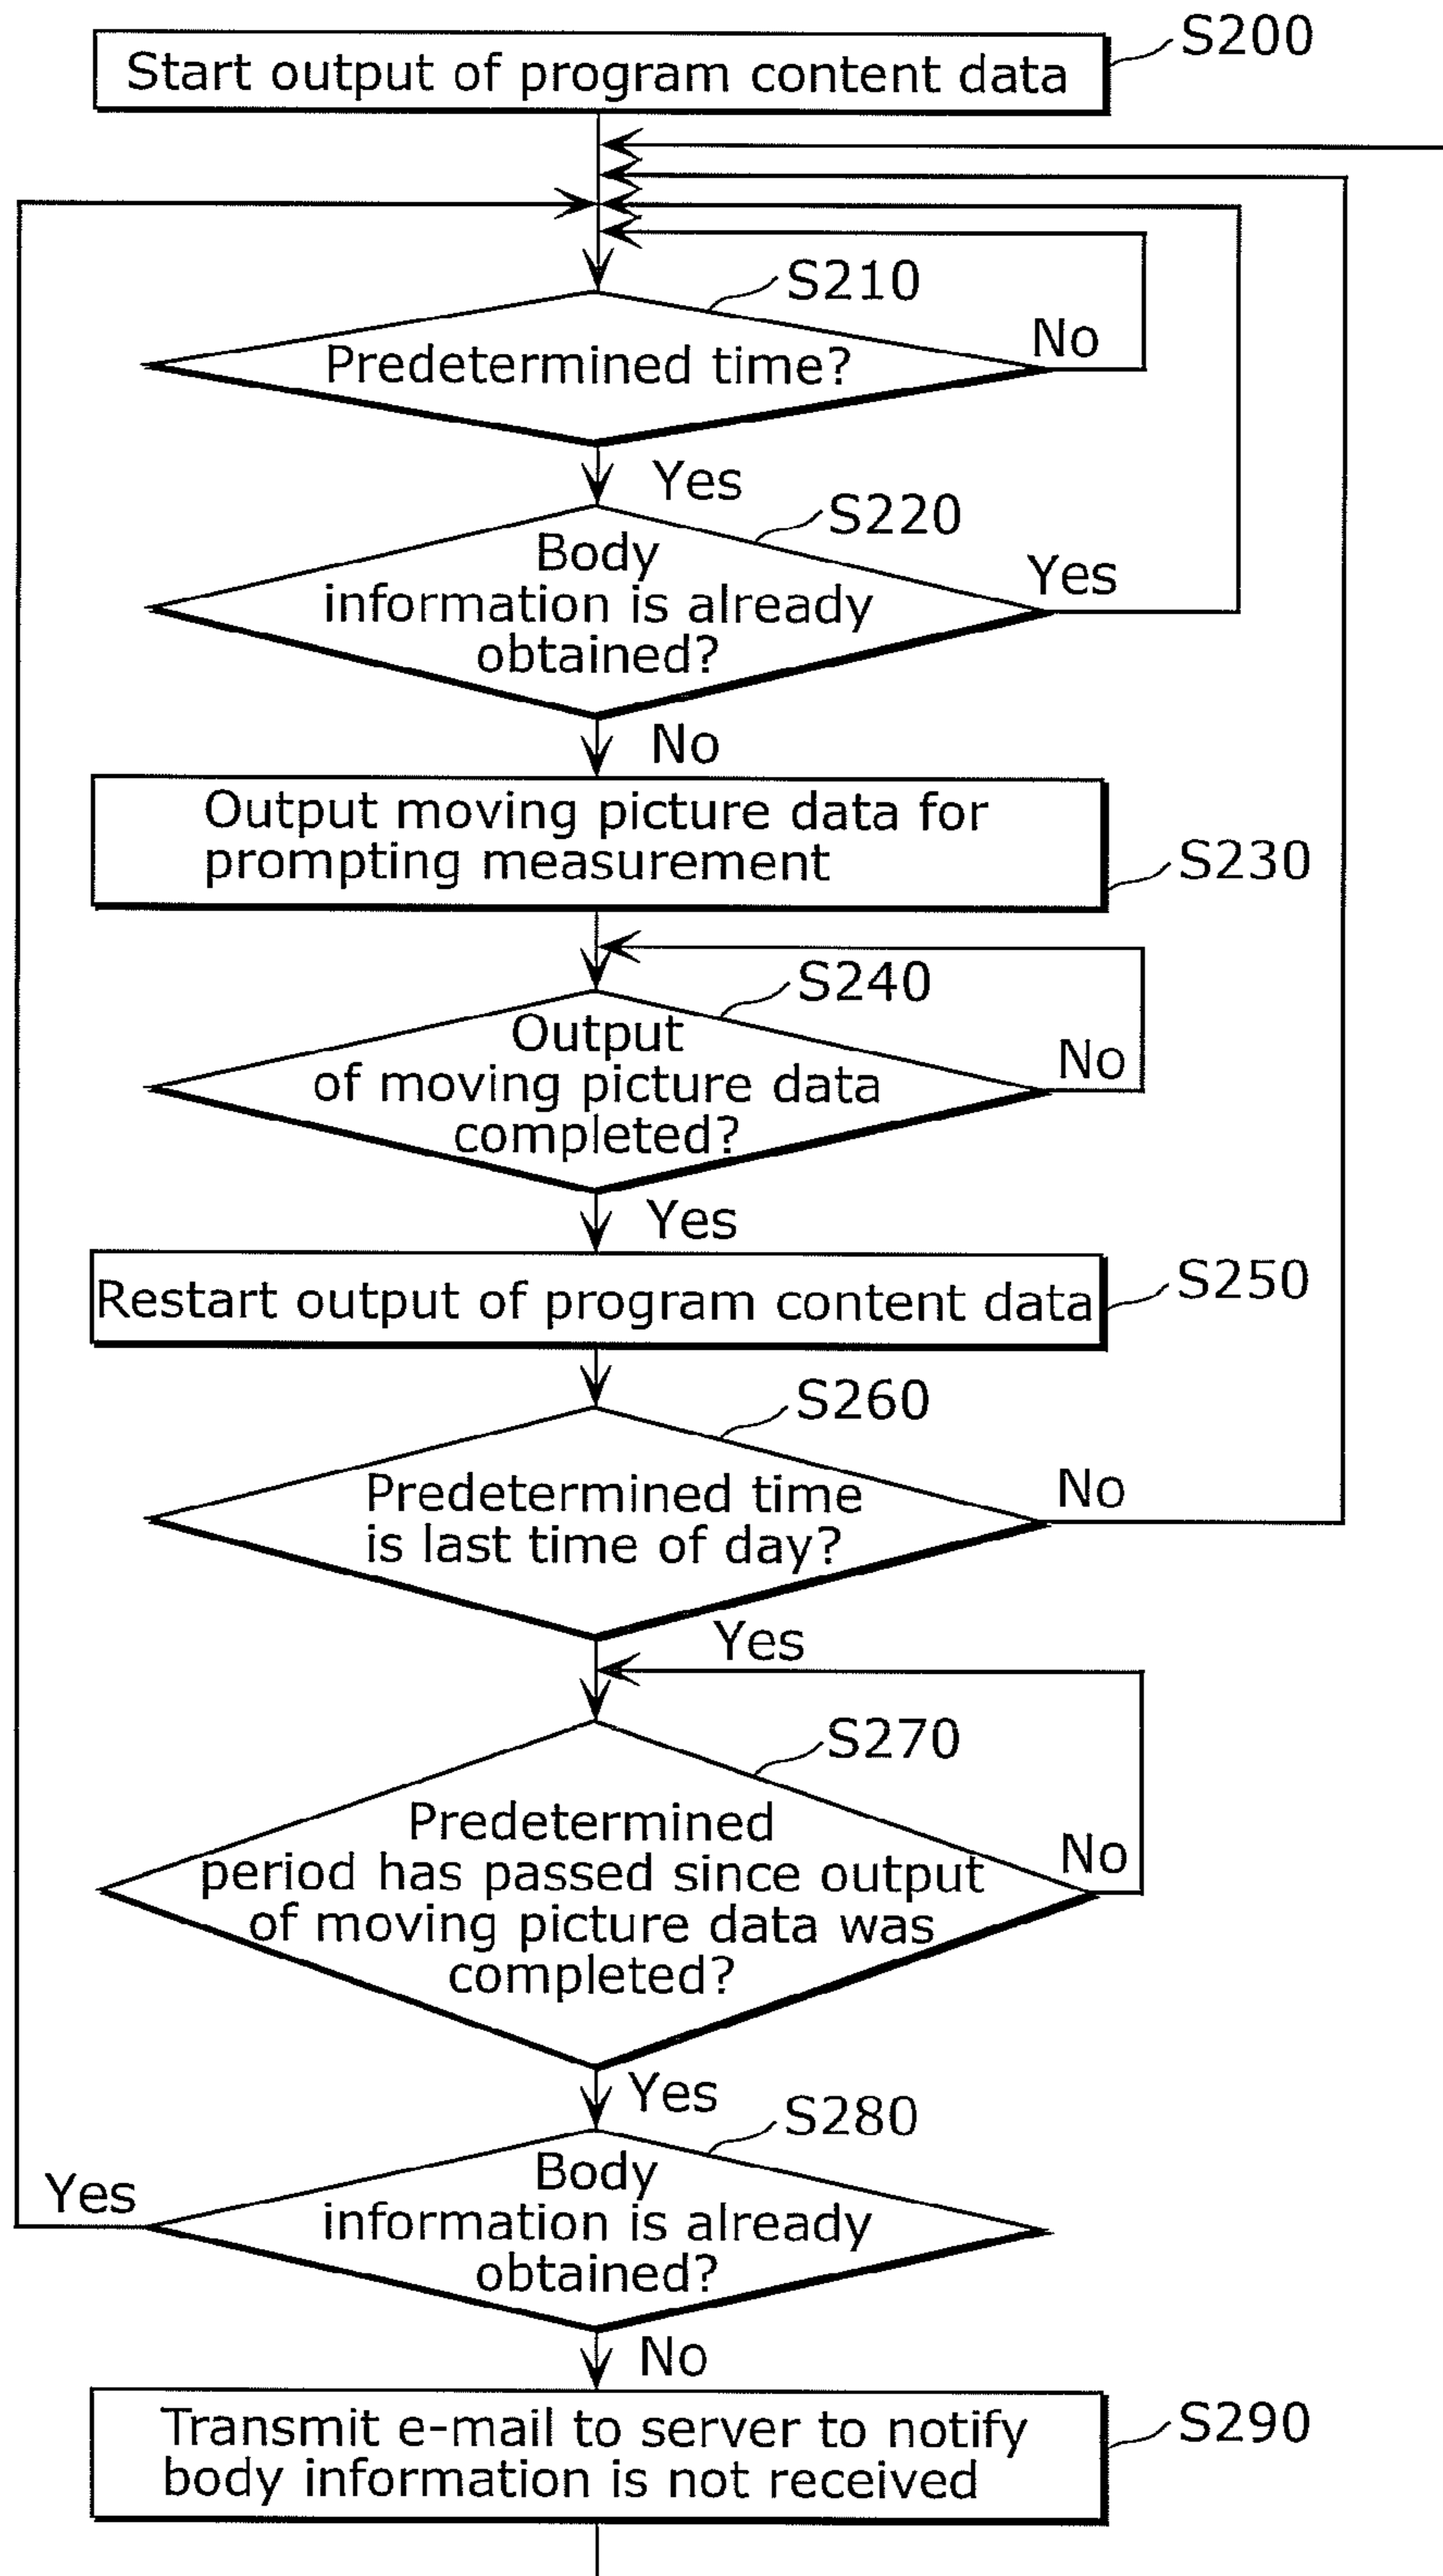 S200
Start output of program content data
S210
Predetermined time?
No
Yes
S220
Body
information is already
obtained?
Yes
No
Output moving picture data for
prompting measurement
S230
S240
Output
of moving picture data
completed?
No
Yes
Restart output of program content data
S250
S260
Predetermined time
is last time of day?
No
Yes
S270
Predetermined
period has passed since output
of moving picture data was
completed?
No
Yes
S280
Body
information is already
obtained?
Yes
No
Transmit e-mail to server to notify
body information is not received
S290